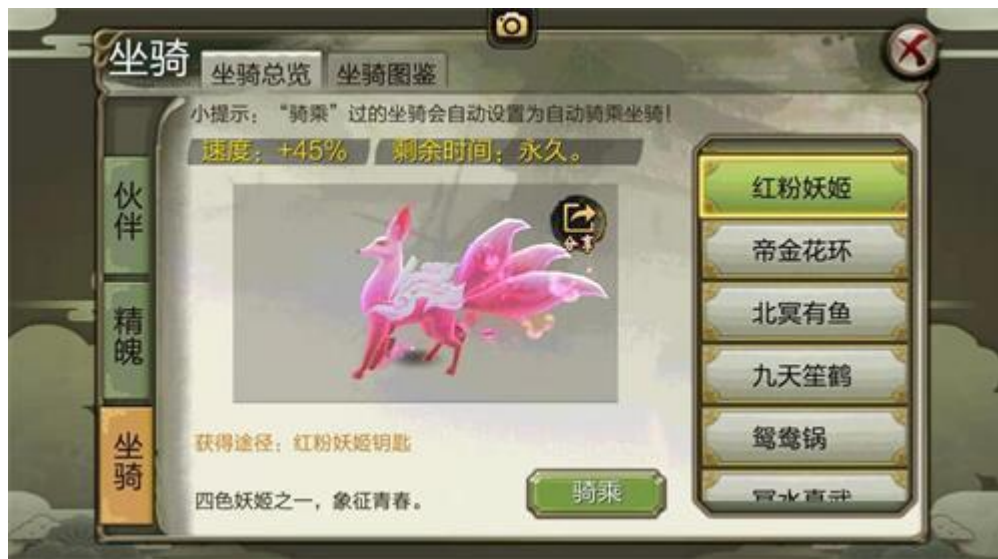 坐骑
坐骑总览 坐骑图鉴
小提示：“骑乘”过的坐骑会自动设置为自动骑乘坐骑！
速度：+45% 剩余时间：永久。
伙伴
精魄
坐骑
分享
获得途径：红粉妖姬钥匙
四色妖姬之一，象征青春。
骑乘
红粉妖姬
帝金花环
北冥有鱼
九天笙鹤
鸳鸯锅